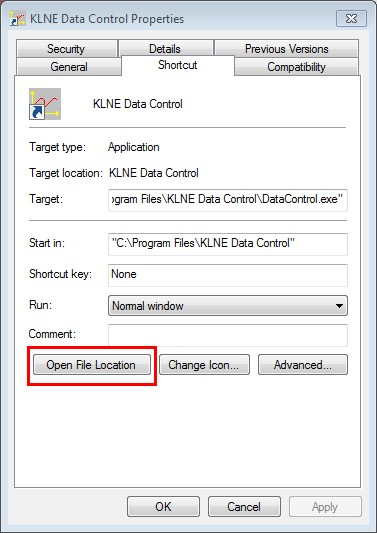 KLNE Data Control Properties
Security Details Previous Versions
General Shortcut Compatibility
KLNE Data Control
Target type: Application
Target location: KLNE Data Control
Target: ogram Files\KLNE Data Control\DataControl.exe"
Start in: "C:\Program Files\KLNE Data Control"
Shortcut key: None
Run: Normal window
Comment:
Open File Location Change Icon... Advanced...
OK Cancel Apply